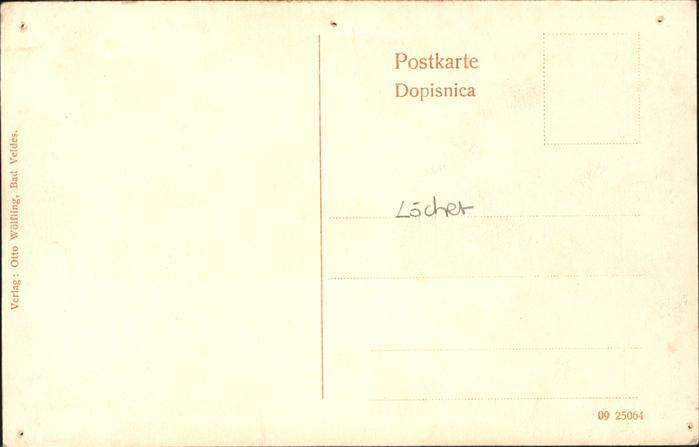 Postkarte
Dopisnica
Löcher
Verlag: Otto Wölfling, Bad Veldes.
09 25064